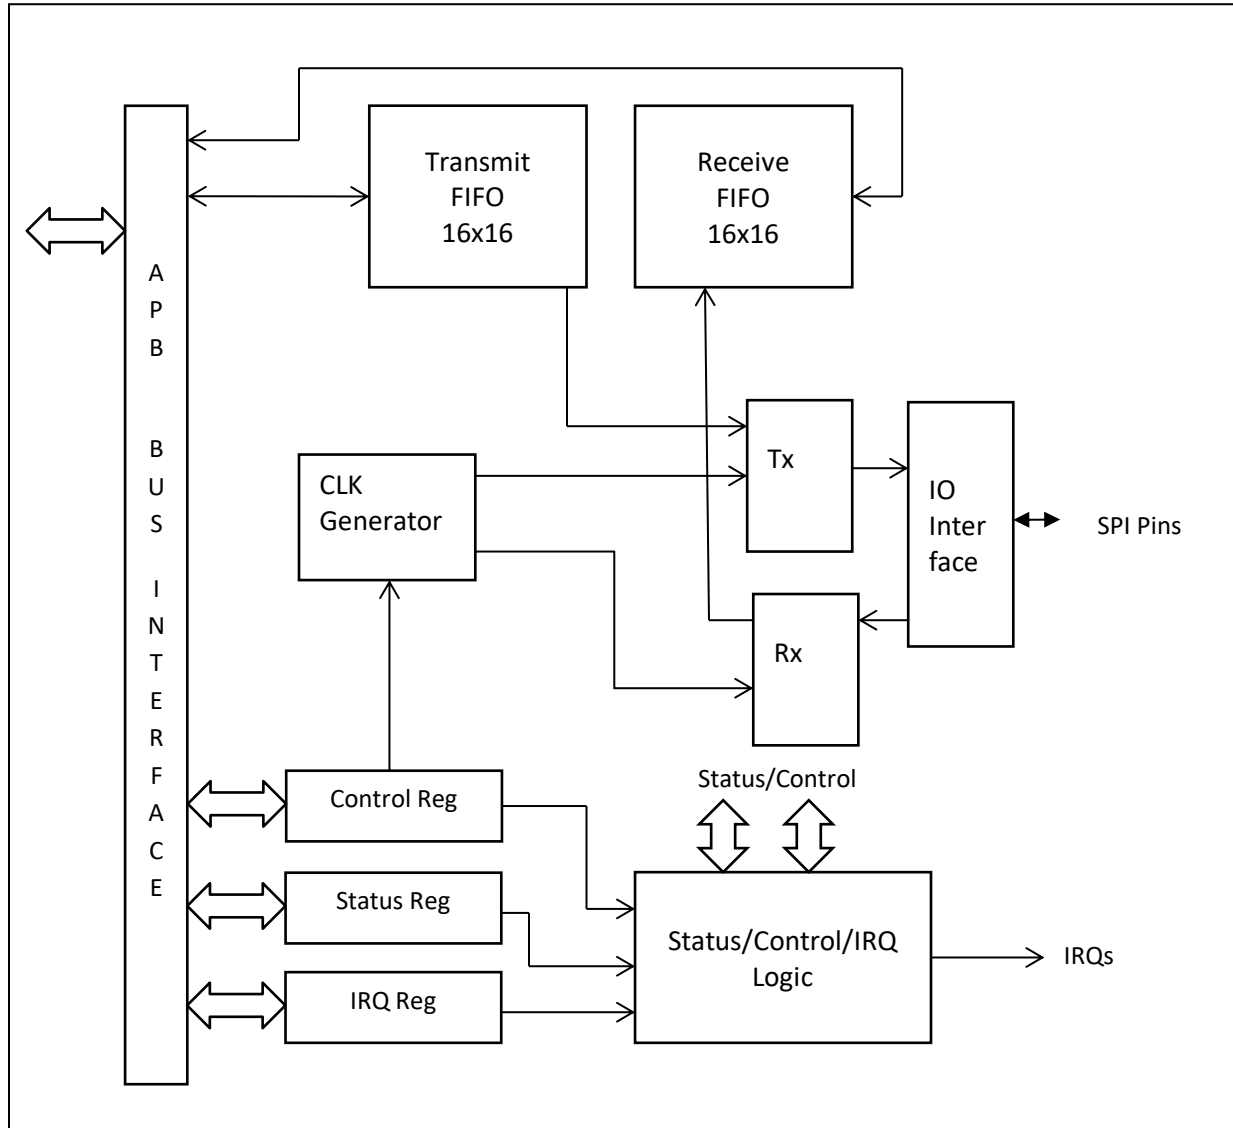 Transmit
FIFO
16x16
Receive
FIFO
16x16
A
P
B
B
U
S
I
N
T
E
R
F
A
C
E
CLK
Generator
Tx
IO
Inter
face
SPI Pins
Rx
Control Reg
Status/Control
Status Reg
Status/Control/IRQ
Logic
IRQs
IRQ Reg